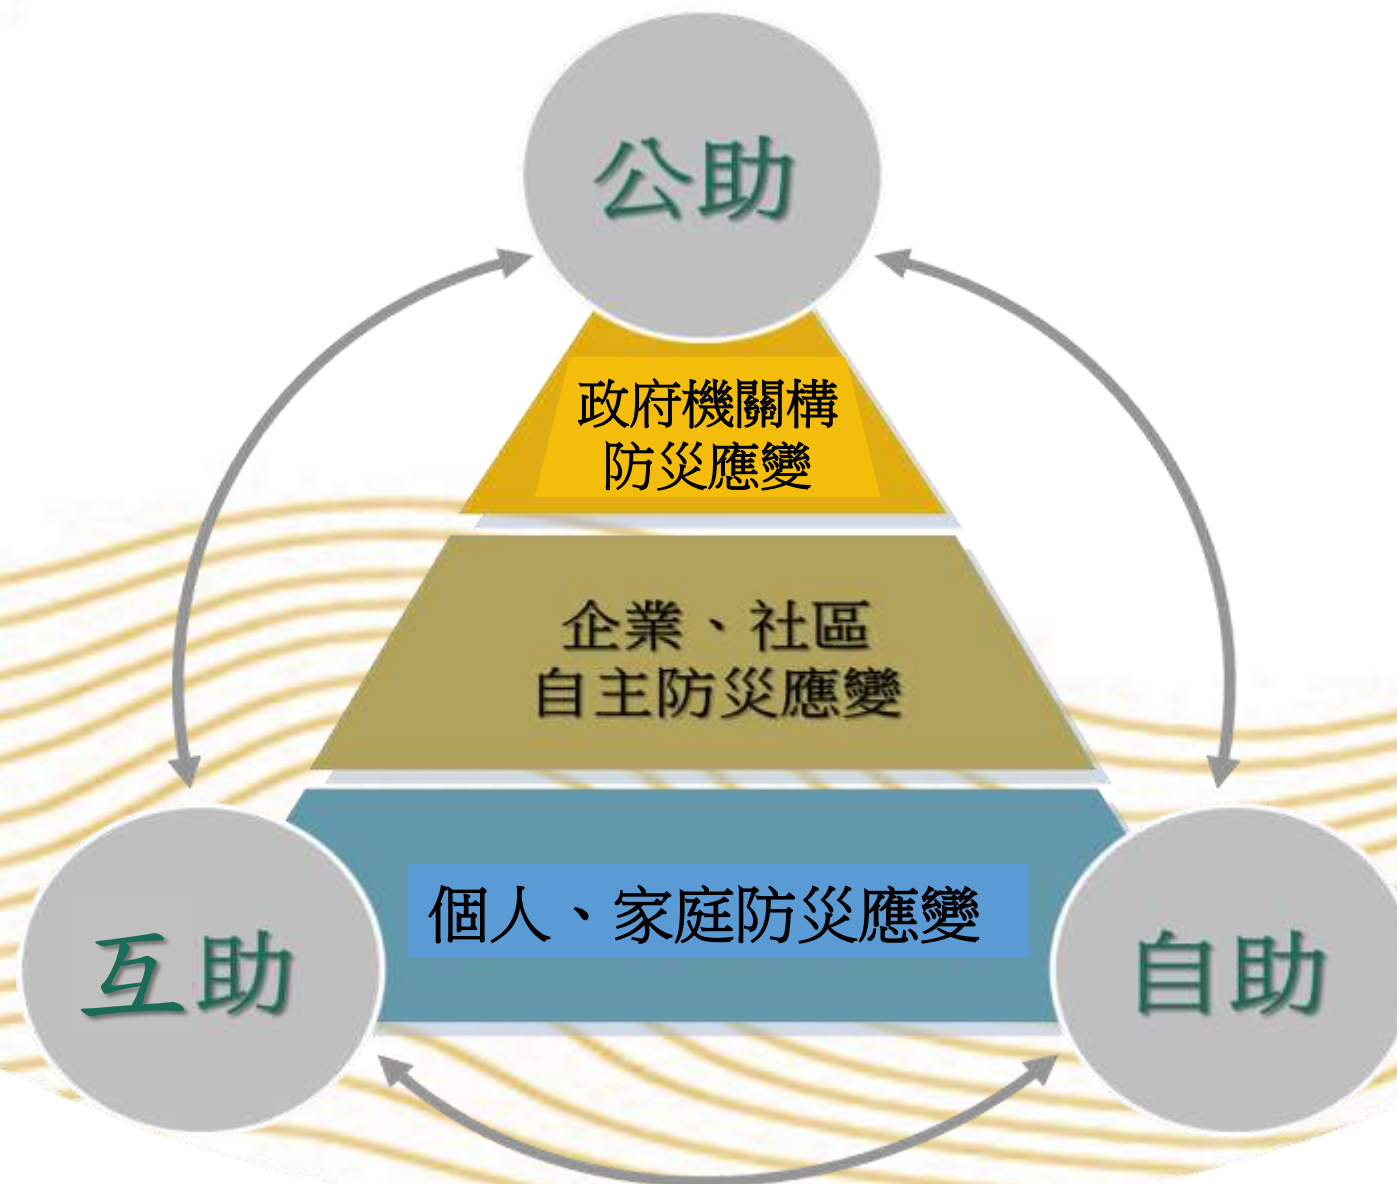 公助
政府機關構
防災應變
企業、社區
自主防災應變
個人、家庭防災應變
互助
自助